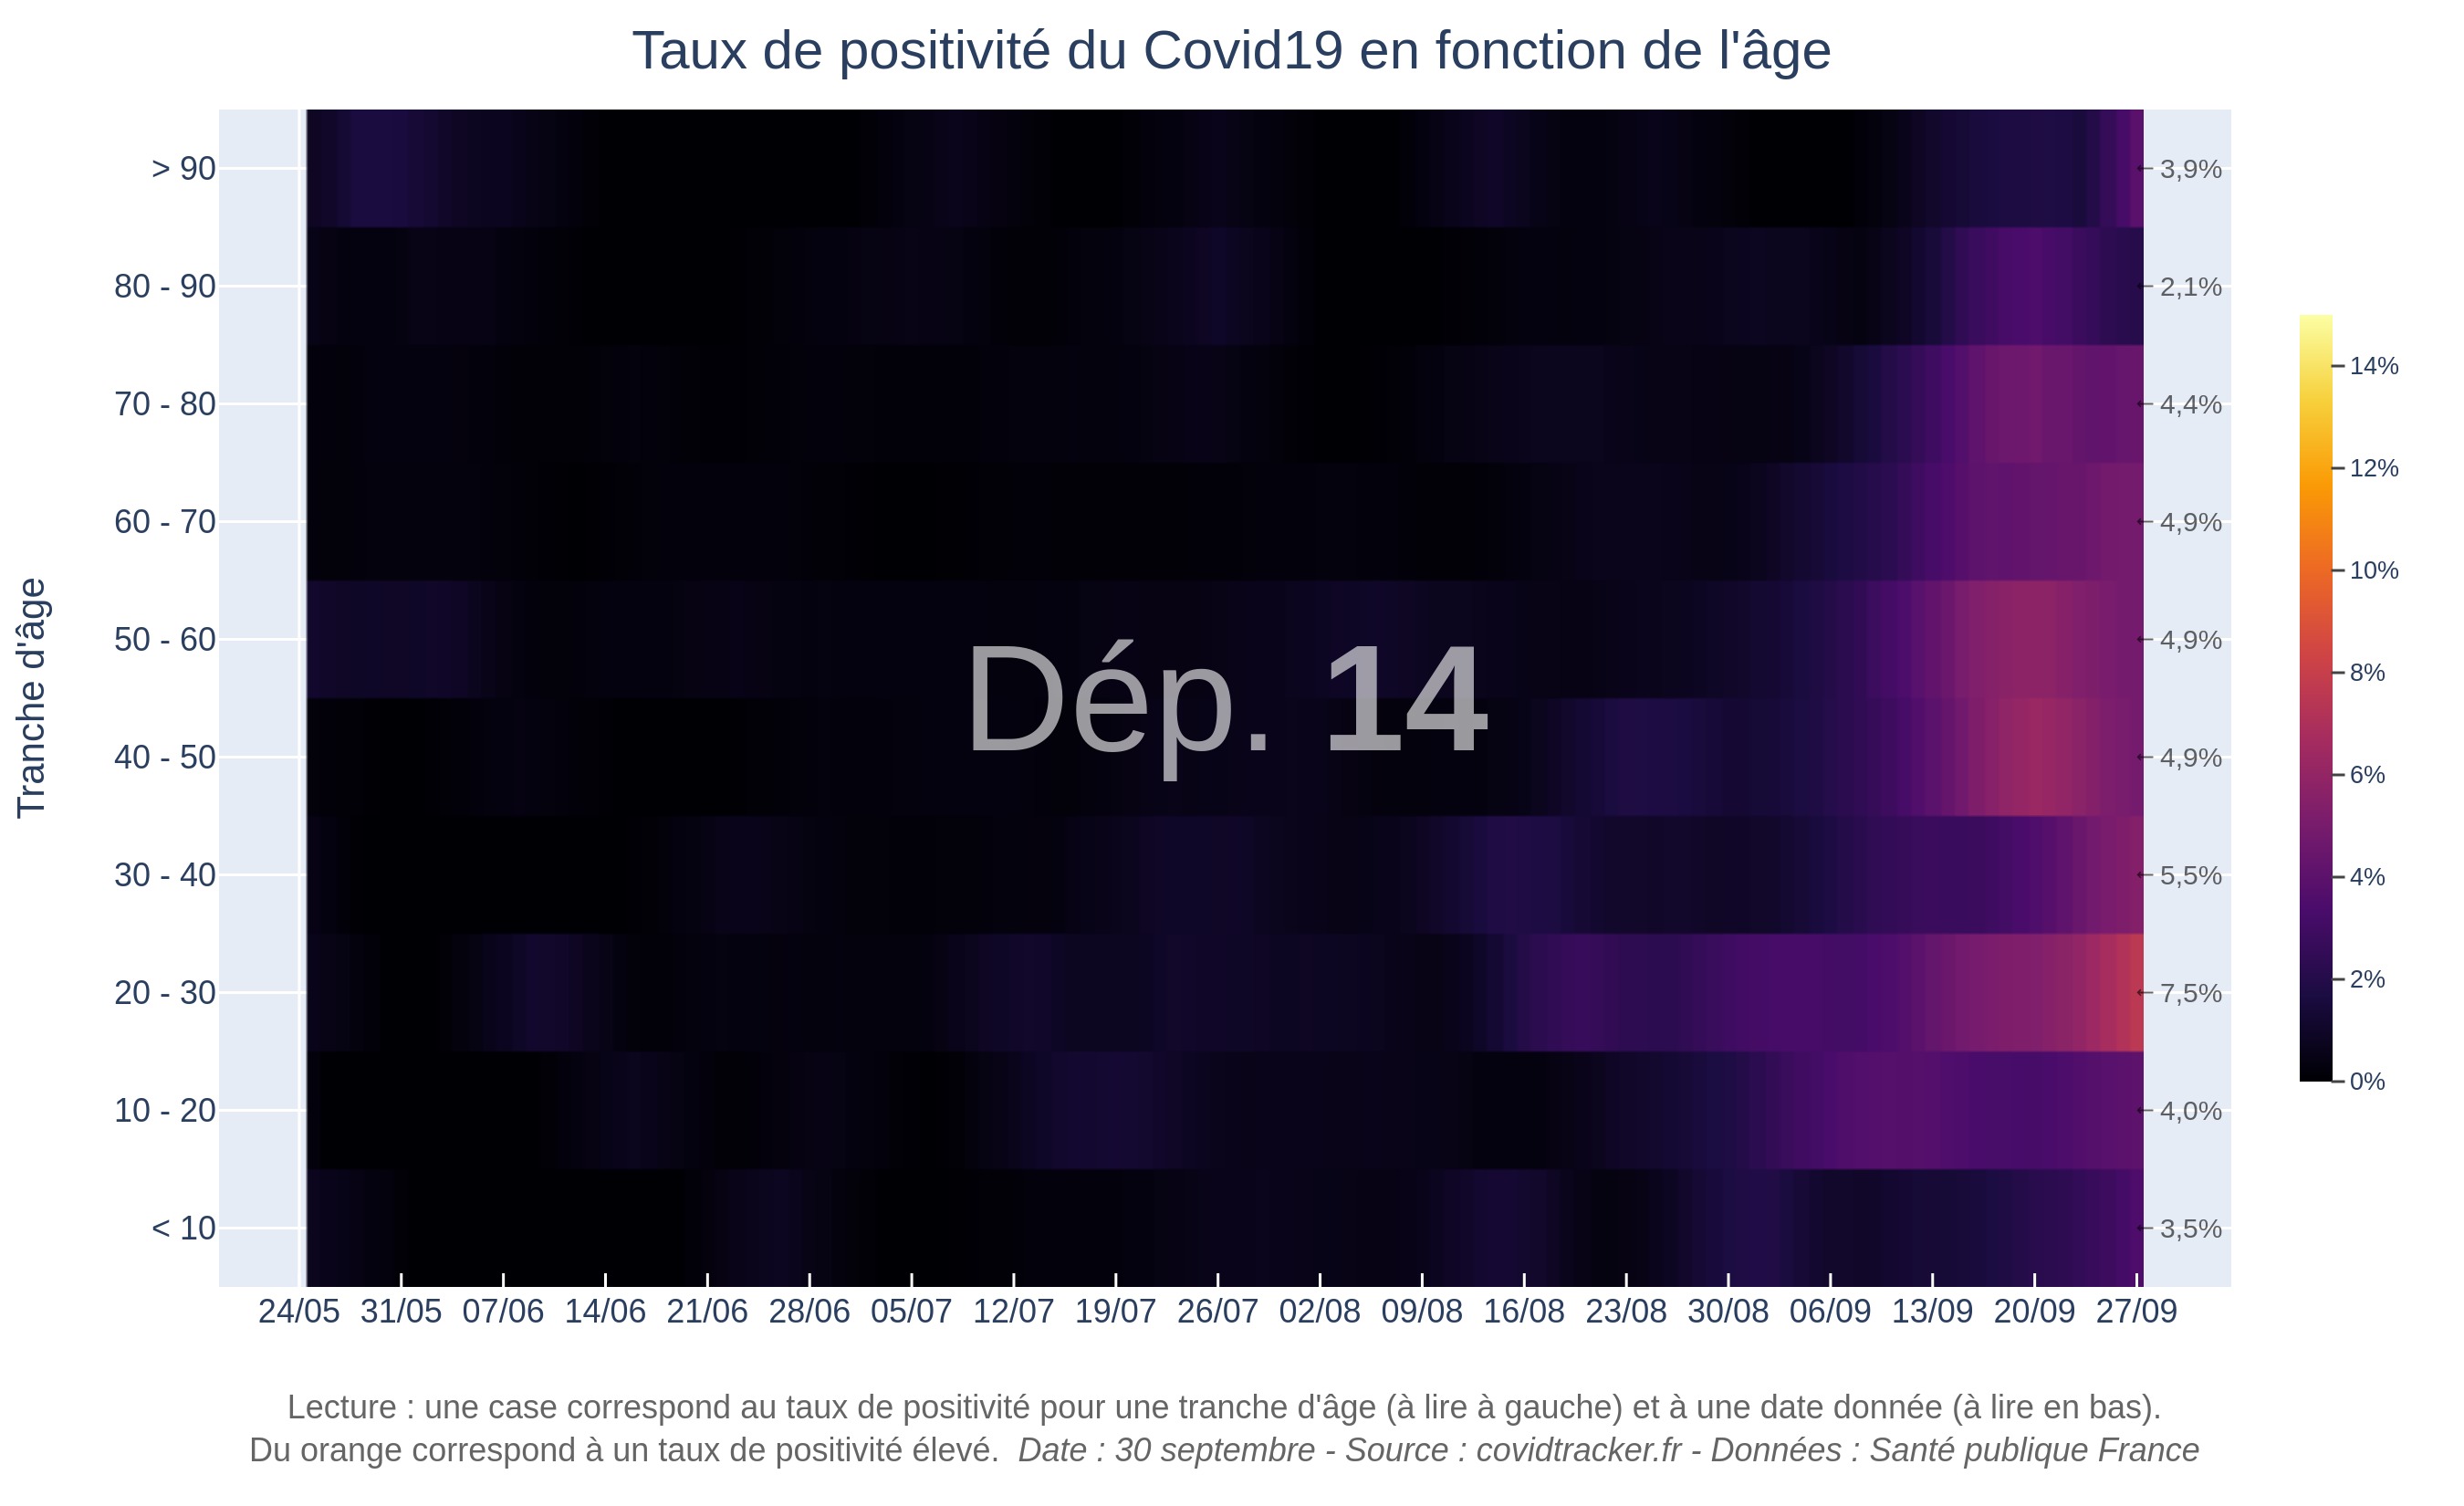 Taux de positivité du Covid19 en fonction de l'âge
Tranche d'âge
> 90
80 - 90
70 - 80
60 - 70
50 - 60
40 - 50
30 - 40
20 - 30
10 - 20
< 10
Dép. 14
3,9%
2,1%
4,4%
4,9%
4,9%
4,9%
5,5%
7,5%
4,0%
3,5%
14%
12%
10%
8%
6%
4%
2%
0%
24/05 31/05 07/06 14/06 21/06 28/06 05/07 12/07 19/07 26/07 02/08 09/08 16/08 23/08 30/08 06/09 13/09 20/09 27/09
Lecture : une case correspond au taux de positivité pour une tranche d'âge (à lire à gauche) et à une date donnée (à lire en bas).
Du orange correspond à un taux de positivité élevé. Date : 30 septembre - Source : covidtracker.fr - Données : Santé publique France